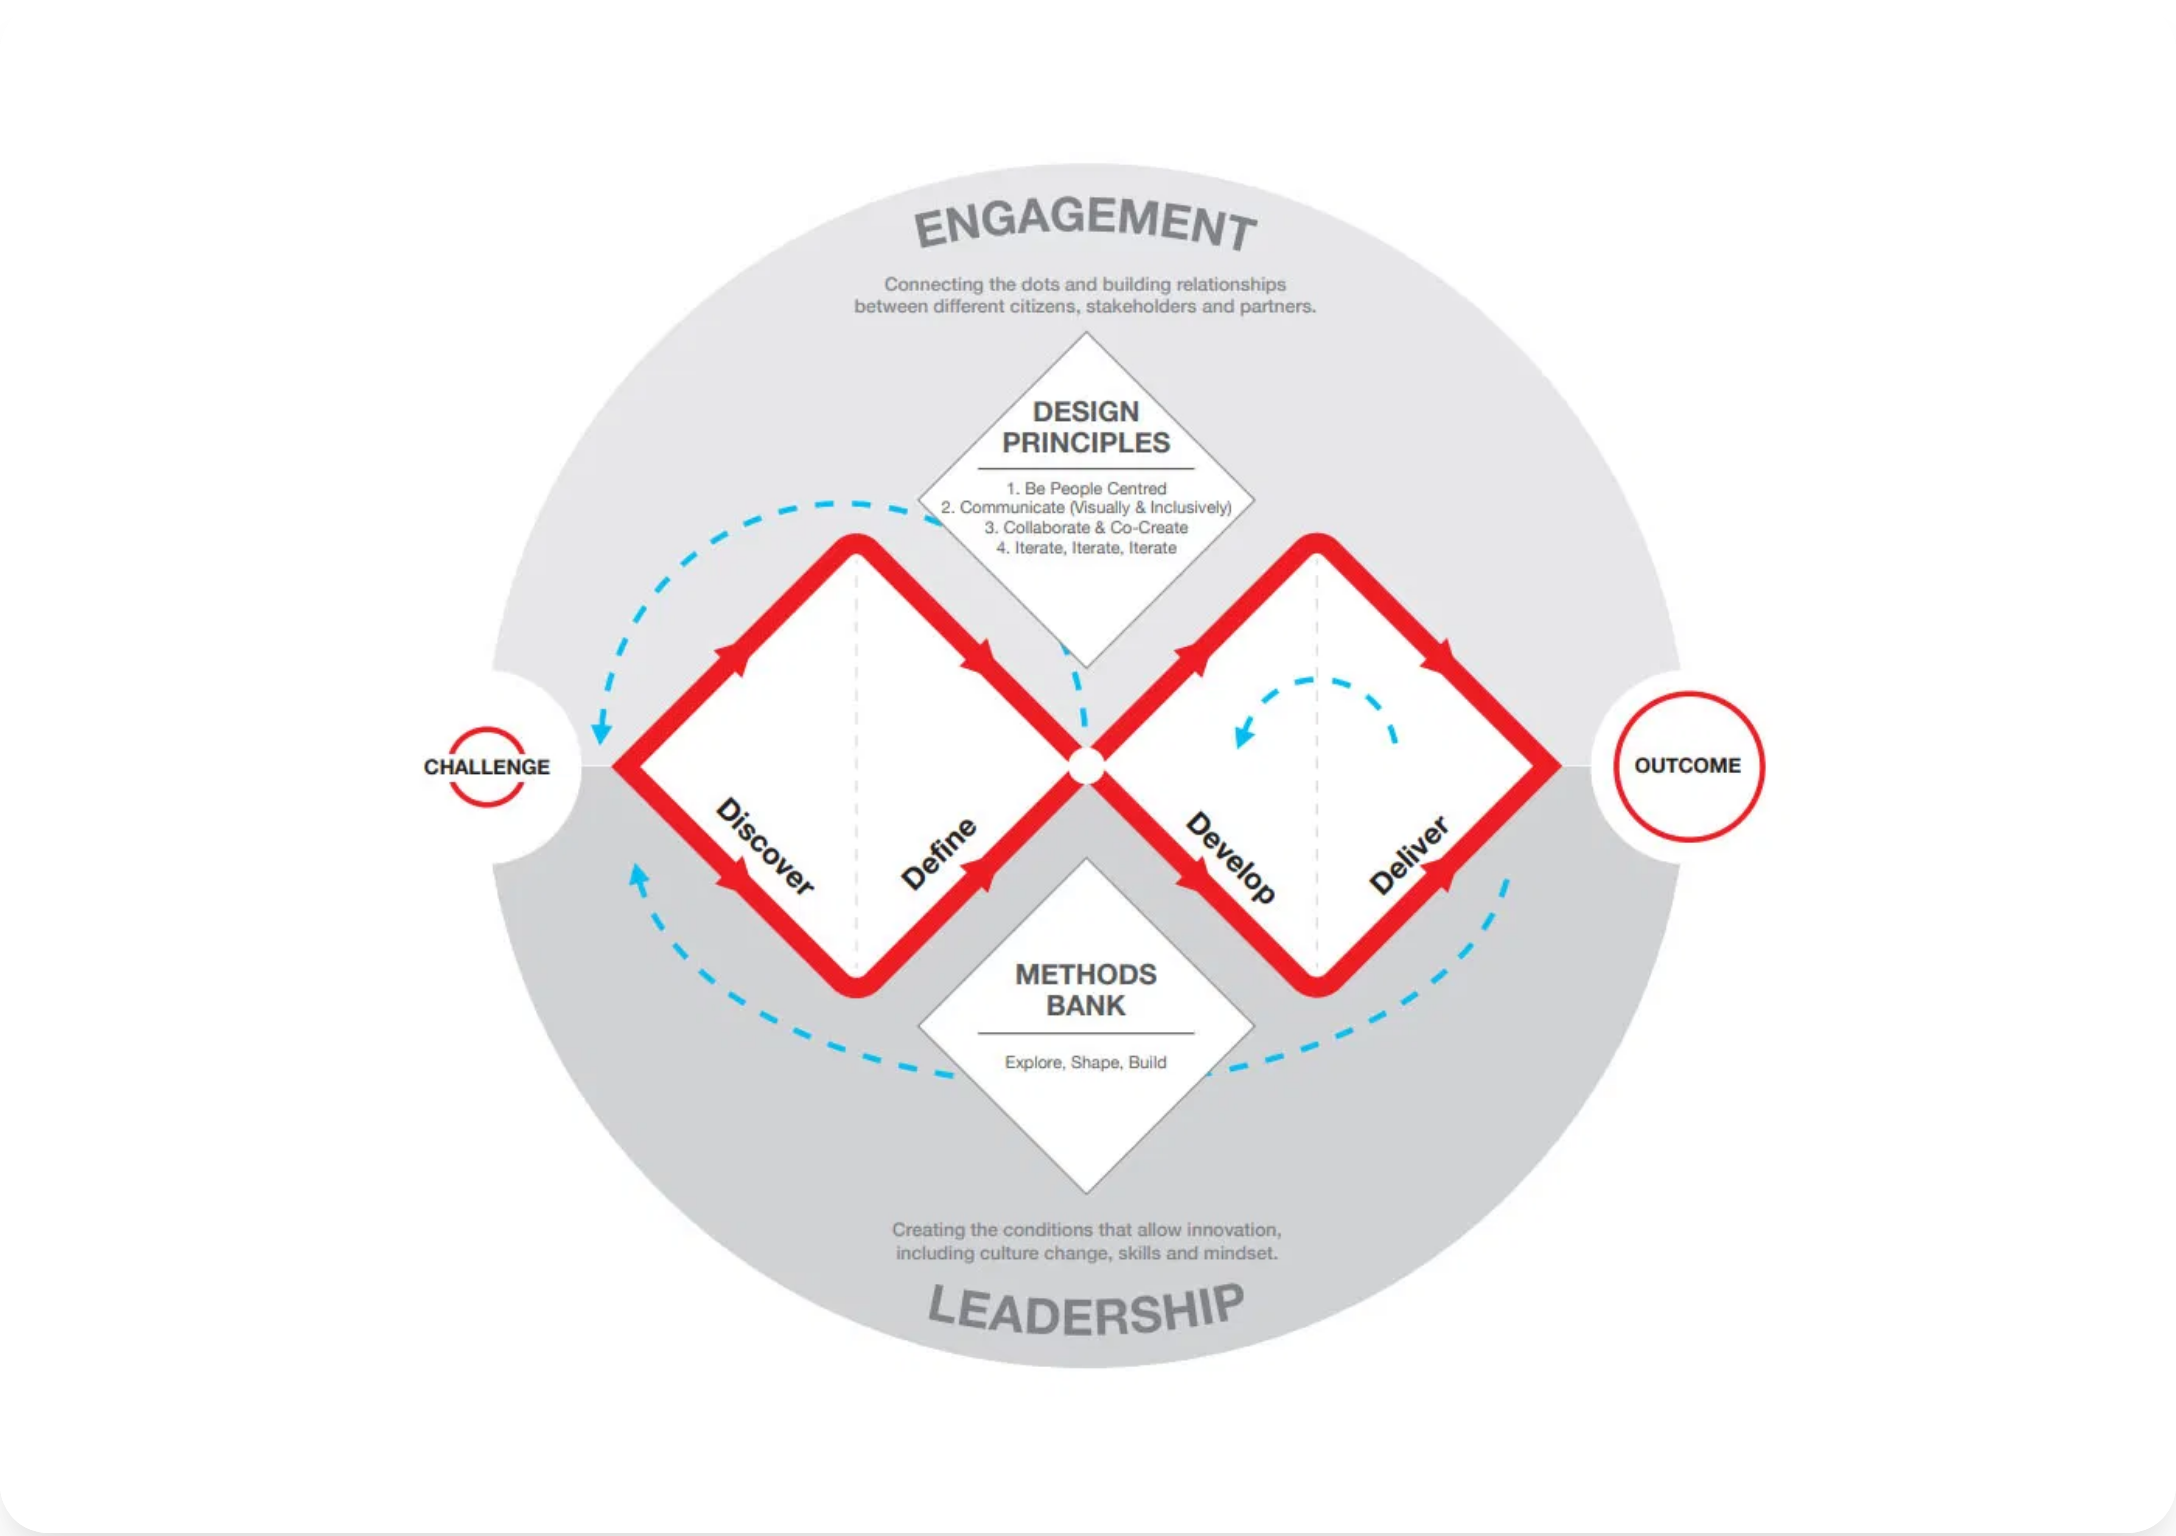 ENGAGEMENT
Connecting the dots and building relationships
between different citizens, stakeholders and partners.
DESIGN
PRINCIPLES
1. Be People Centred
2. Communicate (Visually & Inclusively)
3. Collaborate & Co-Create
4. Iterate, Iterate, Iterate
CHALLENGE
OUTCOME
Discover
Define
Develop
Deliver
METHODS
BANK
Explore, Shape, Build
Creating the conditions that allow innovation,
including culture change, skills and mindset.
LEADERSHIP